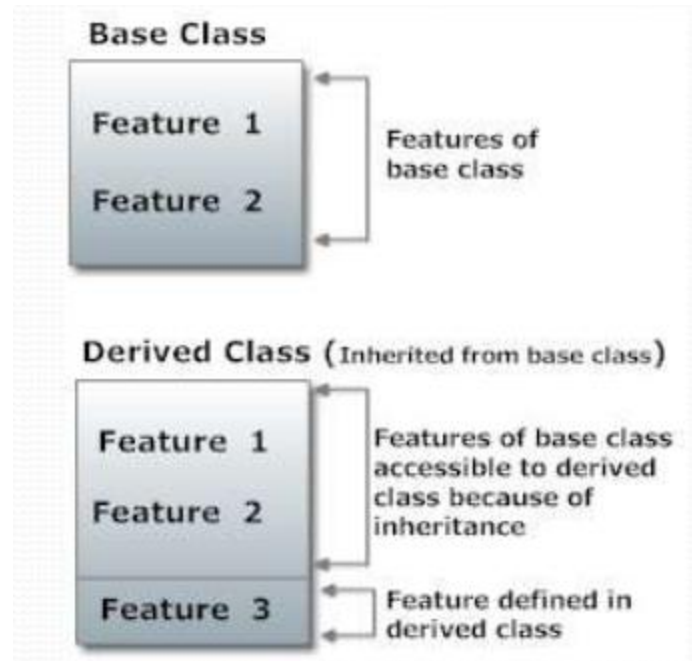 Base Class
Feature 1
Feature 2
Features of
base class
Derived Class (Inherited from base class)
Feature 1
Feature 2
Features of base class
accessible to derived
class because of
inheritance
Feature 3
Feature defined in
derived class